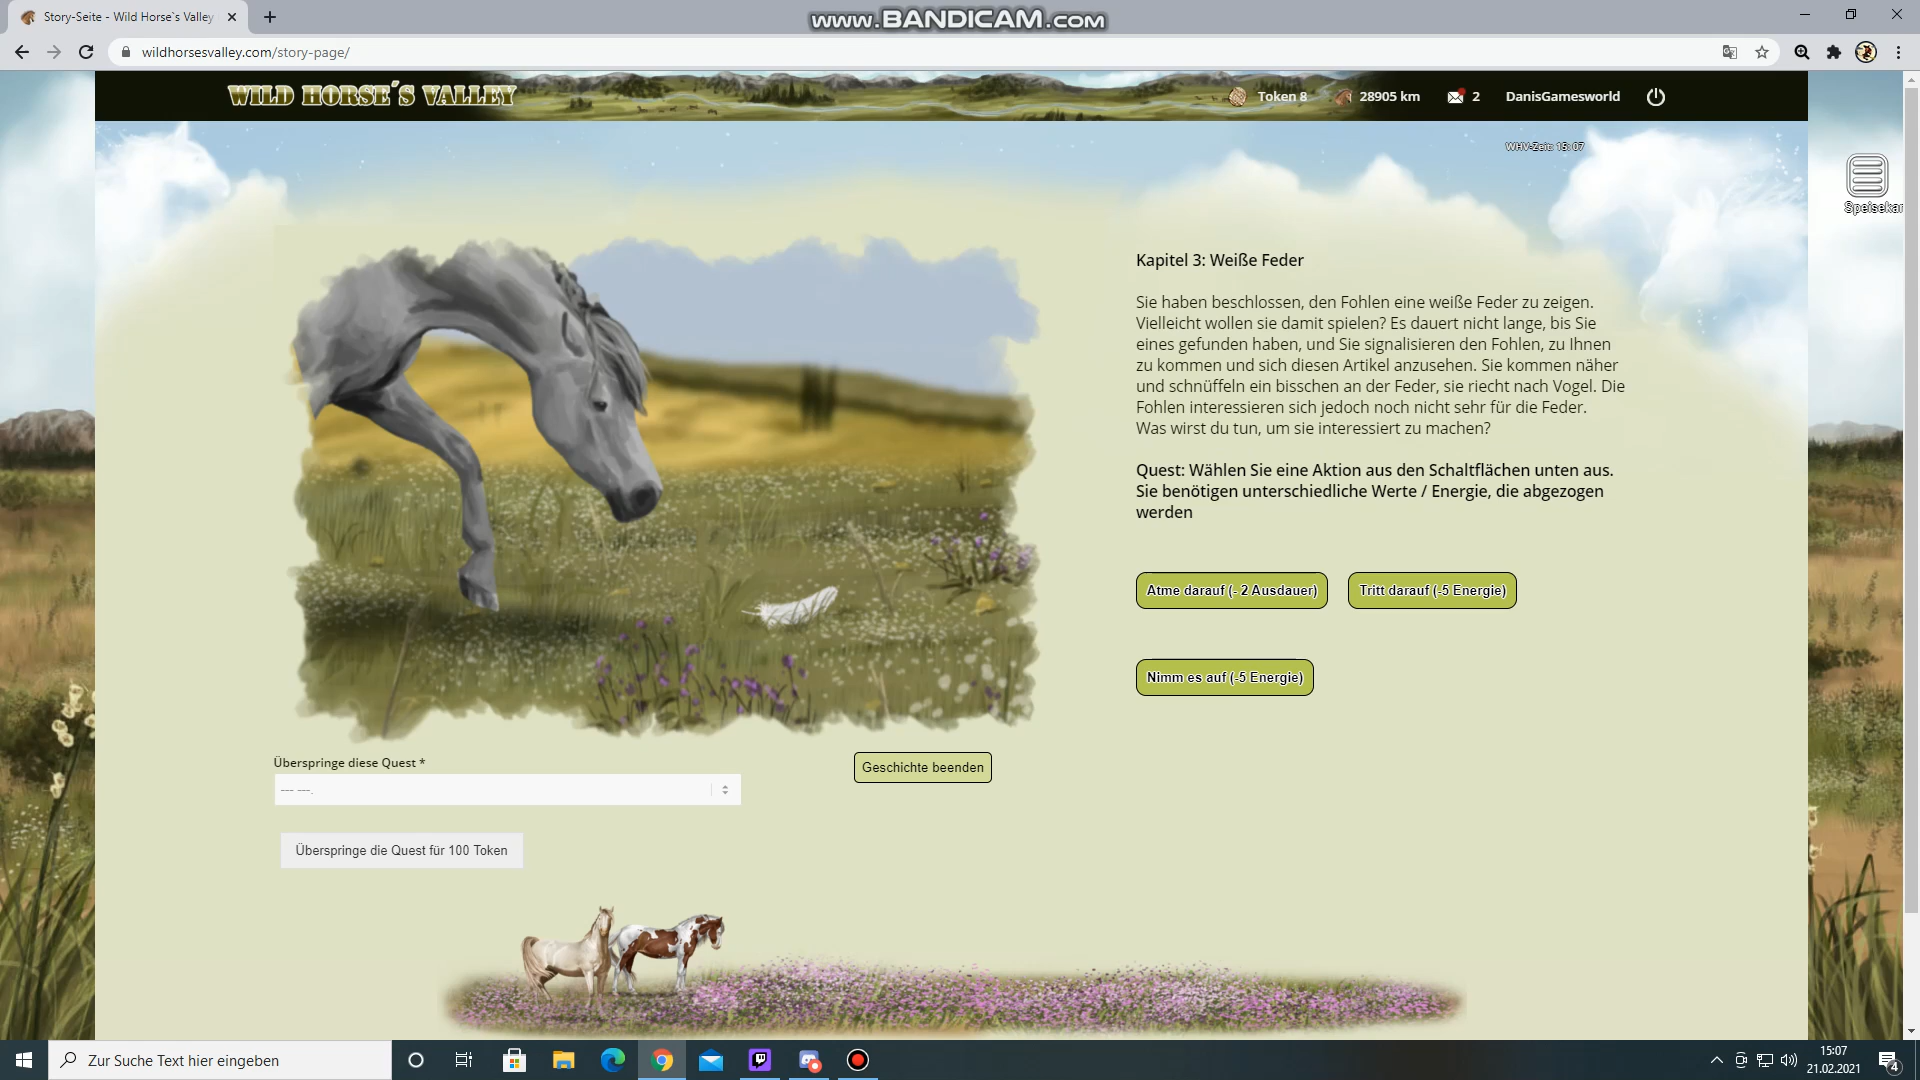 Story-Seite - Wild Horse`s Valley
www.BANDICAM.com
wildhorsesvalley.com/story-page/
WILD HORSE´S VALLEY
Token 8
28905 km
2
DanisGamesworld
WHV-Zeit: 15: 07
Speisekar
Kapitel 3: Weiße Feder
Sie haben beschlossen, den Fohlen eine weiße Feder zu zeigen.
Vielleicht wollen sie damit spielen? Es dauert nicht lange, bis Sie
eines gefunden haben, und Sie signalisieren den Fohlen, zu Ihnen
zu kommen und sich diesen Artikel anzusehen. Sie kommen näher
und schnüffeln ein bisschen an der Feder, sie riecht nach Vogel. Die
Fohlen interessieren sich jedoch noch nicht sehr für die Feder.
Was wirst du tun, um sie interessiert zu machen?
Quest: Wählen Sie eine Aktion aus den Schaltflächen unten aus.
Sie benötigen unterschiedliche Werte / Energie, die abgezogen
werden
Atme darauf (- 2 Ausdauer)
Tritt darauf (-5 Energie)
Nimm es auf (-5 Energie)
Überspringe diese Quest *
--- ---.
Geschichte beenden
Überspringe die Quest für 100 Token
Zur Suche Text hier eingeben
15:07
21.02.2021
4